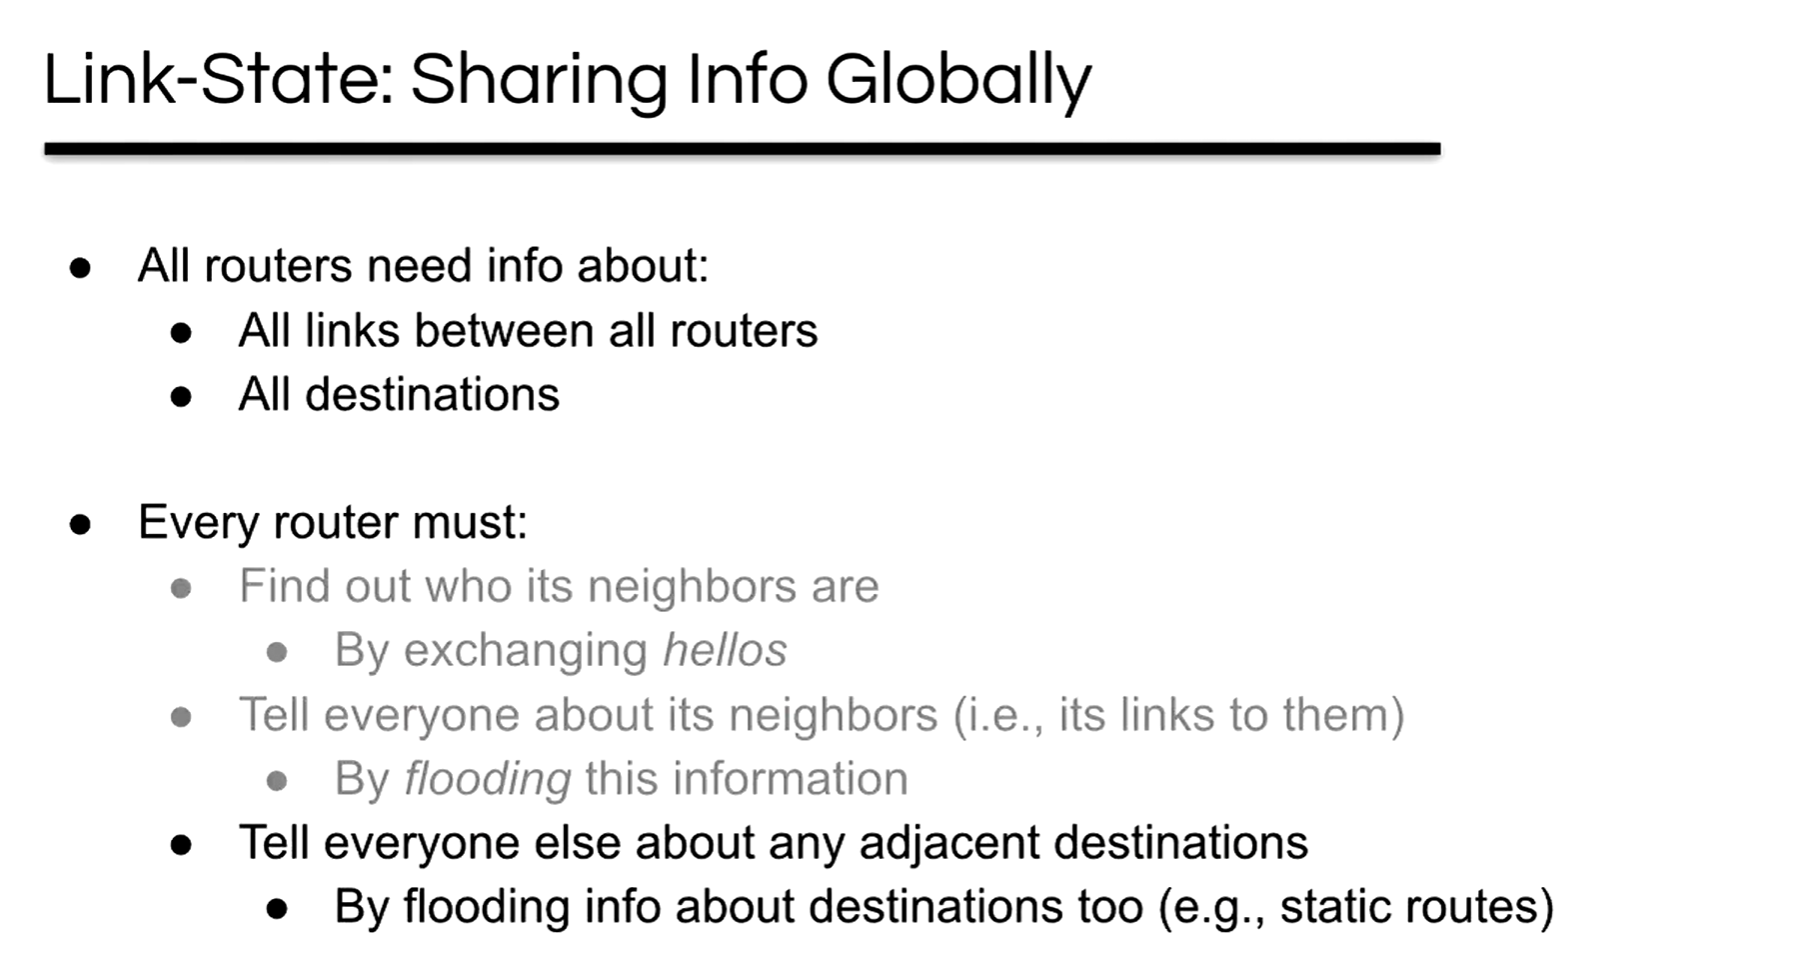 Link-State: Sharing Info Globally
● All routers need info about:
● All links between all routers
● All destinations
● Every router must:
● Find out who its neighbors are
● By exchanging hellos
● Tell everyone about its neighbors (i.e., its links to them)
● By flooding this information
● Tell everyone else about any adjacent destinations
● By flooding info about destinations too (e.g., static routes)